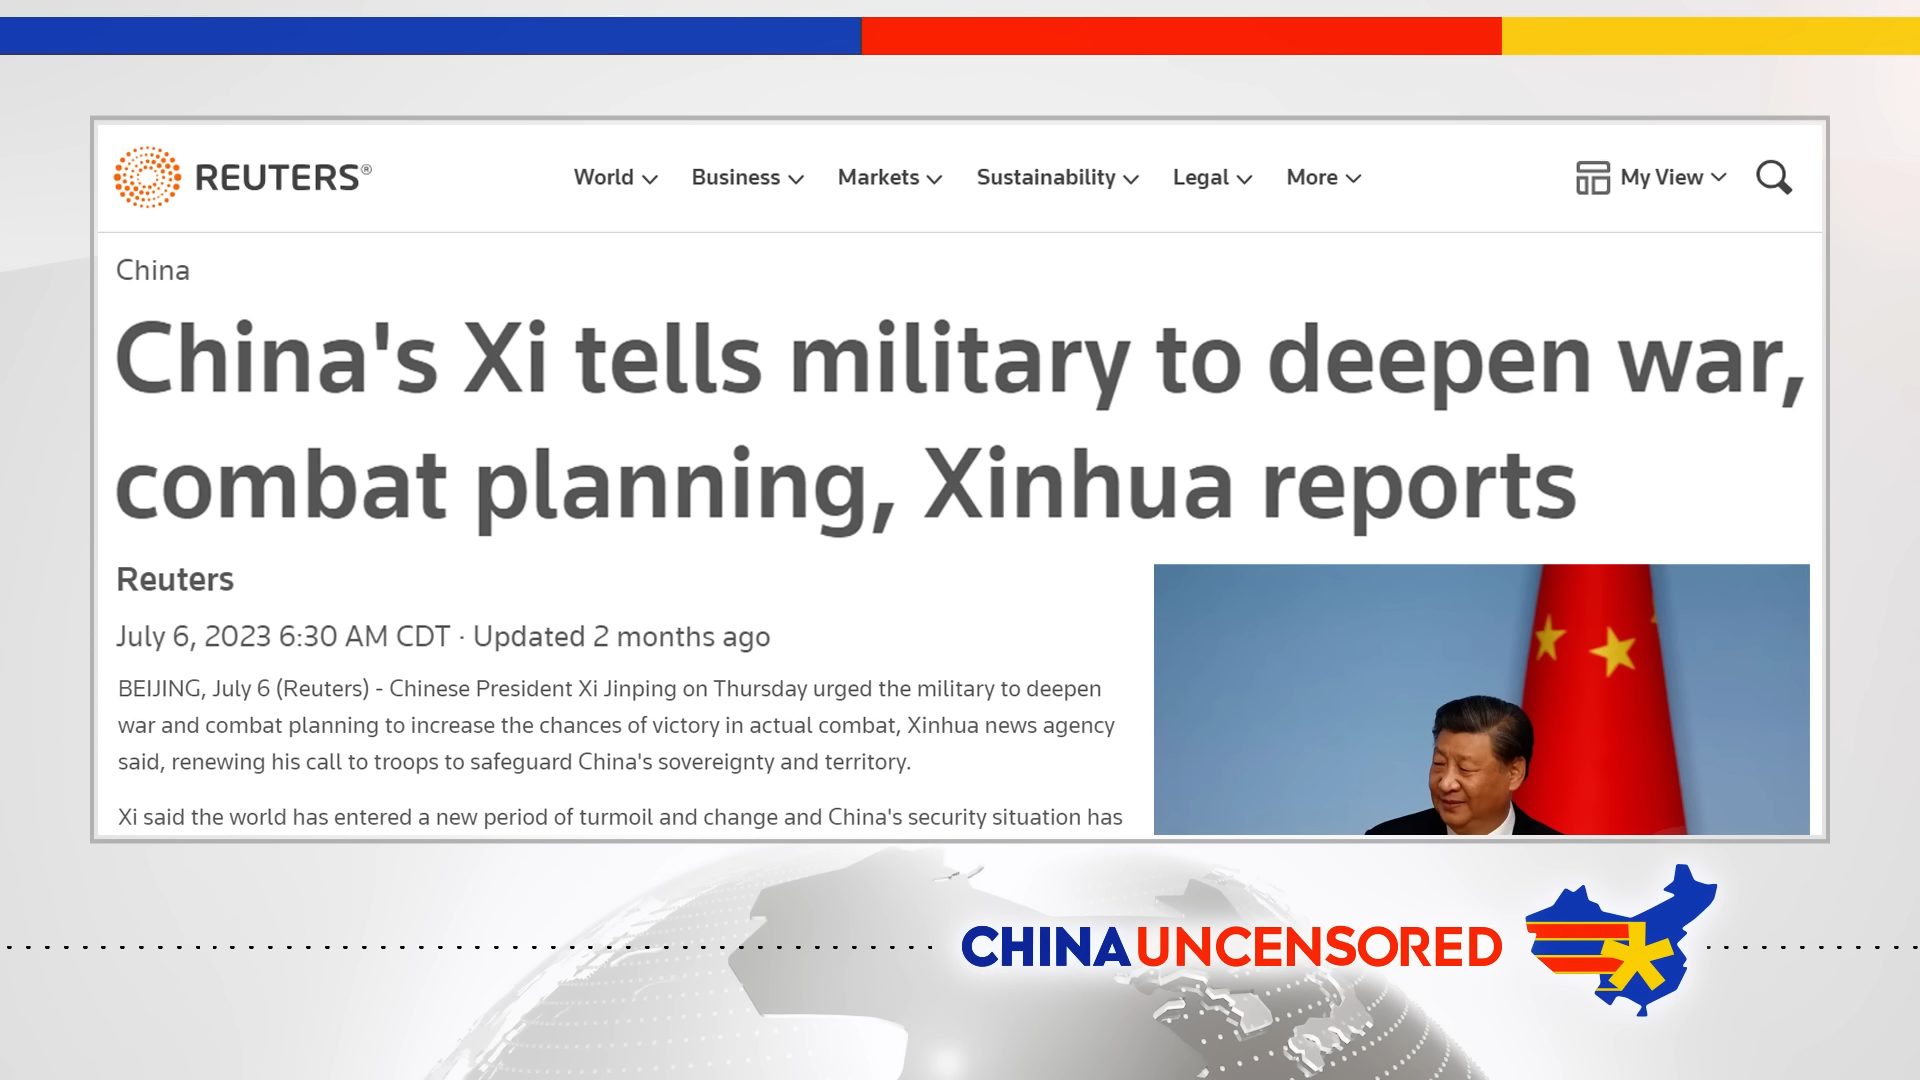 REUTERS®
World Business Markets Sustainability Legal More My View
China
China's Xi tells military to deepen war,
combat planning, Xinhua reports
Reuters
July 6, 2023 6:30 AM CDT · Updated 2 months ago
BEIJING, July 6 (Reuters) - Chinese President Xi Jinping on Thursday urged the military to deepen
war and combat planning to increase the chances of victory in actual combat, Xinhua news agency
said, renewing his call to troops to safeguard China's sovereignty and territory.
Xi said the world has entered a new period of turmoil and change and China's security situation has
CHINA UNCENSORED